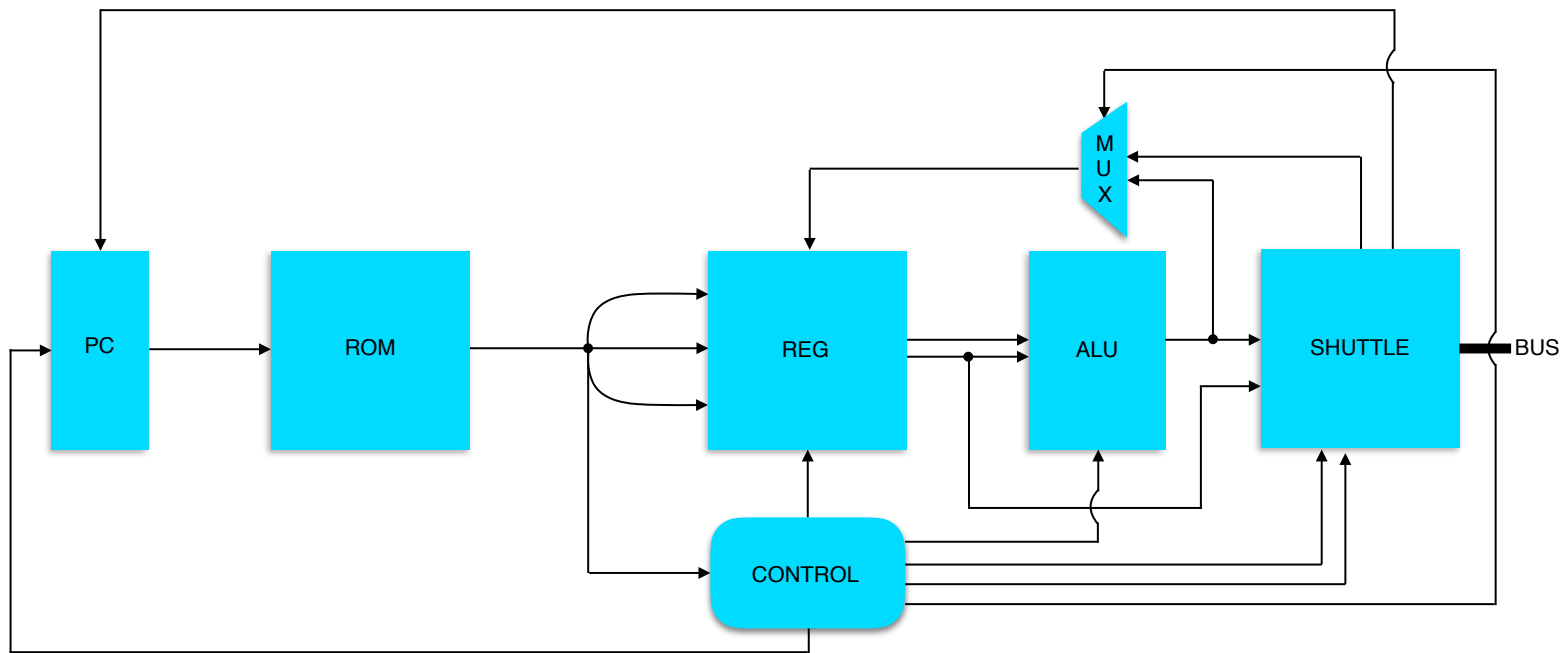 M
U
X
PC
ROM
REG
ALU
SHUTTLE
BUS
CONTROL